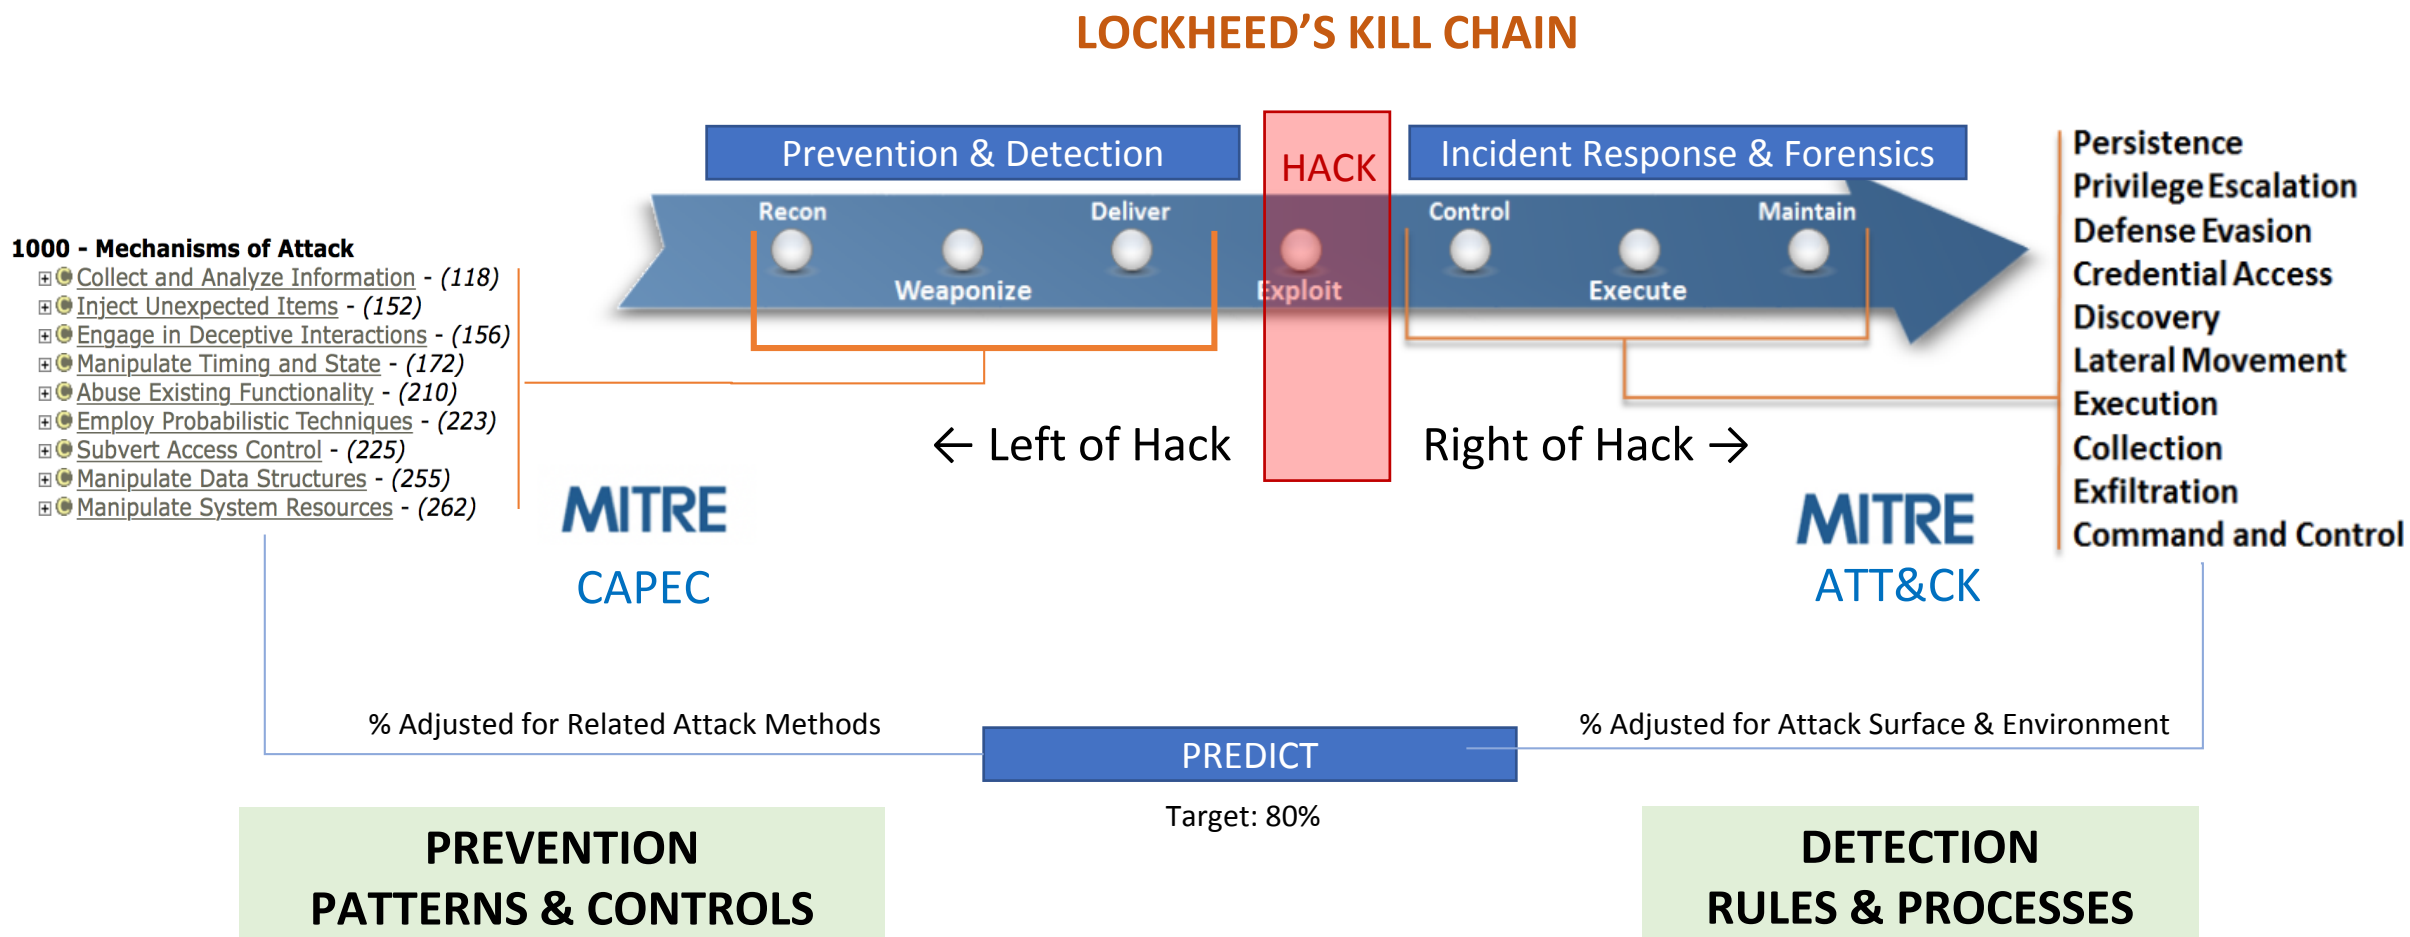 LOCKHEED’S KILL CHAIN
Prevention & Detection
HACK
Incident Response & Forensics
Recon
Deliver
Control
Maintain
Weaponize
Exploit
Execute
1000 - Mechanisms of Attack
Collect and Analyze Information - (118)
Inject Unexpected Items - (152)
Engage in Deceptive Interactions - (156)
Manipulate Timing and State - (172)
Abuse Existing Functionality - (210)
Employ Probabilistic Techniques - (223)
Subvert Access Control - (225)
Manipulate Data Structures - (255)
Manipulate System Resources - (262)
Persistence
Privilege Escalation
Defense Evasion
Credential Access
Discovery
Lateral Movement
Execution
Collection
Exfiltration
Command and Control
← Left of Hack
Right of Hack →
MITRE
CAPEC
MITRE
ATT&CK
% Adjusted for Related Attack Methods
% Adjusted for Attack Surface & Environment
PREDICT
Target: 80%
PREVENTION
PATTERNS & CONTROLS
DETECTION
RULES & PROCESSES